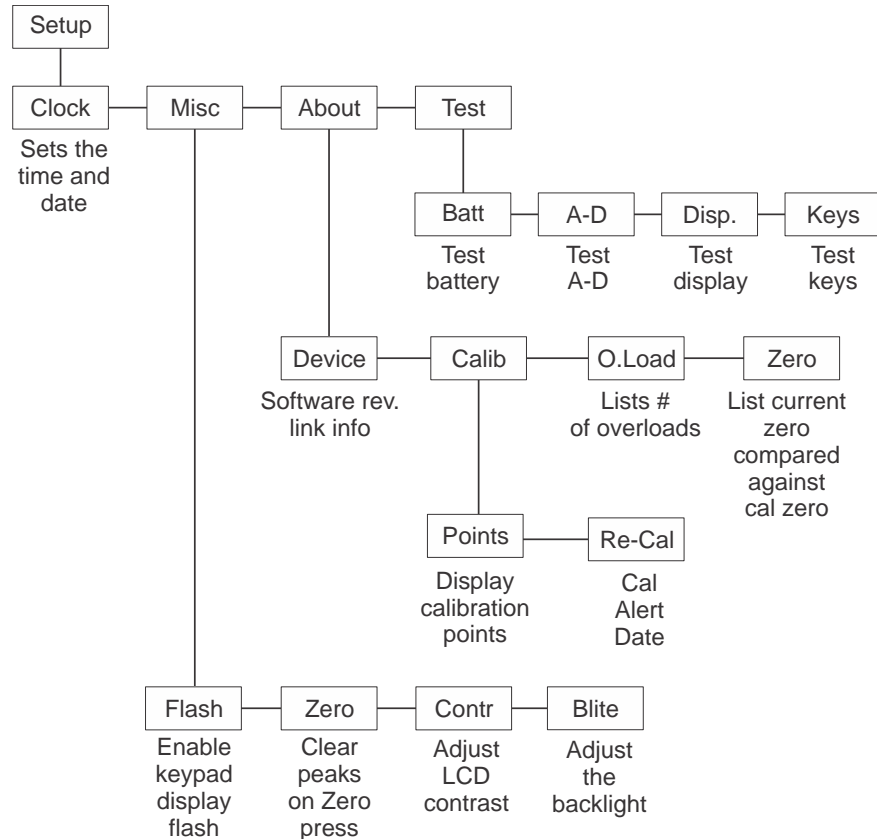 Setup
Clock
Misc
About
Test
Sets the
time and
date
Batt
A-D
Disp.
Keys
Test
battery
Test
A-D
Test
display
Test
keys
Device
Calib
O.Load
Zero
Software rev.
link info
Lists #
of overloads
List current
zero
compared
against
cal zero
Points
Re-Cal
Display
calibration
points
Cal
Alert
Date
Flash
Zero
Contr
Blite
Enable
keypad
display
flash
Clear
peaks
on Zero
press
Adjust
LCD
contrast
Adjust
the
backlight